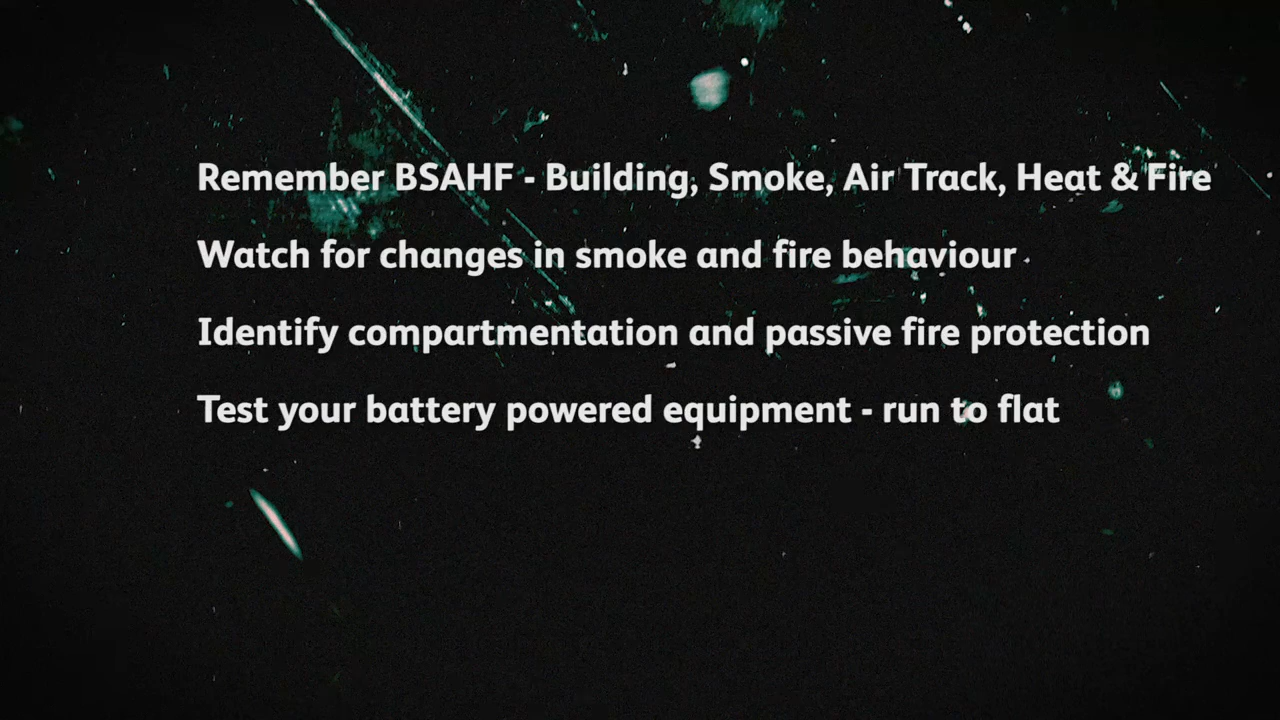 Remember BSAHF - Building, Smoke, Air Track, Heat & Fire
Watch for changes in smoke and fire behaviour
Identify compartmentation and passive fire protection
Test your battery powered equipment - run to flat